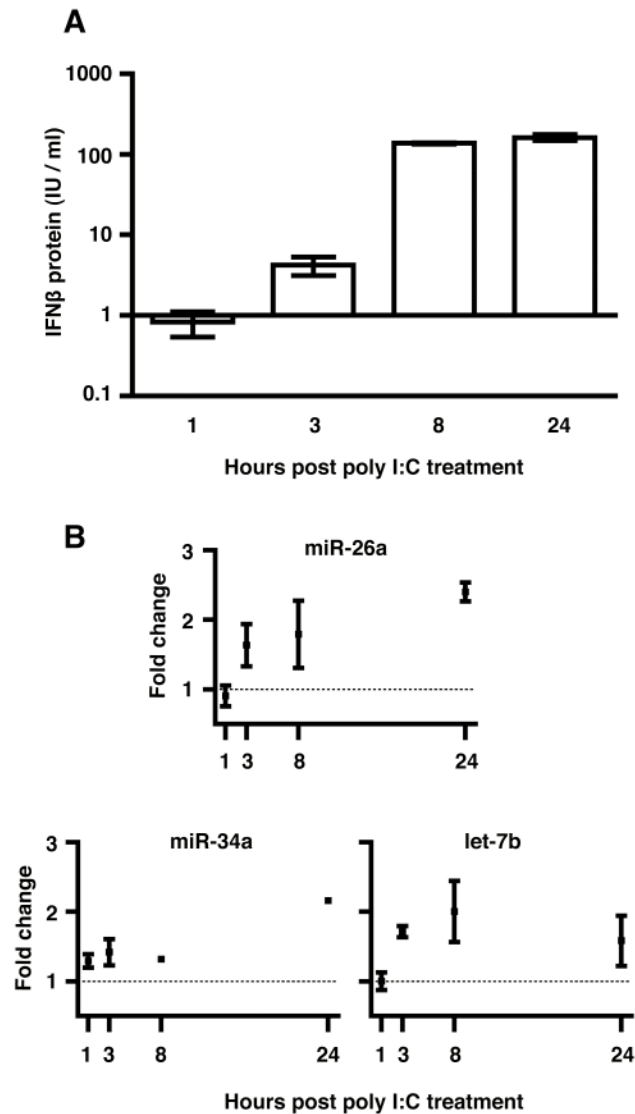 A
1000
100
10
1
0.1
IFNβ protein (IU / ml)
1 3 8 24
Hours post poly I:C treatment
B
miR-26a
3
2
1
Fold change
1 3 8 24
miR-34a
3
2
1
Fold change
1 3 8 24
let-7b
1 3 8 24
Hours post poly I:C treatment